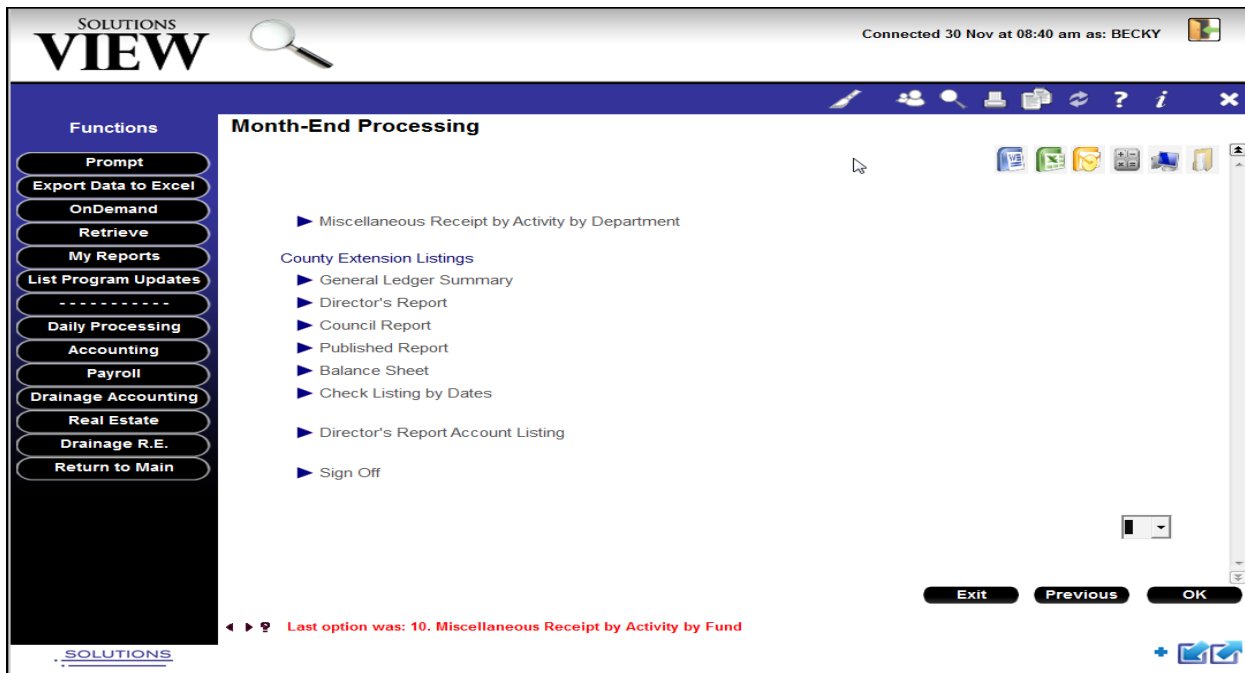 SOLUTIONS
VIEW
Connected 30 Nov at 08:40 am as: BECKY
? i
Functions
Month-End Processing
Prompt
Export Data to Excel
OnDemand
Retrieve
My Reports
List Program Updates
- - - - - - - - - - -
Daily Processing
Accounting
Payroll
Drainage Accounting
Real Estate
Drainage R.E.
Return to Main
Miscellaneous Receipt by Activity by Department
County Extension Listings
General Ledger Summary
Director's Report
Council Report
Published Report
Balance Sheet
Check Listing by Dates
Director's Report Account Listing
Sign Off
Exit Previous OK
Last option was: 10. Miscellaneous Receipt by Activity by Fund
SOLUTIONS